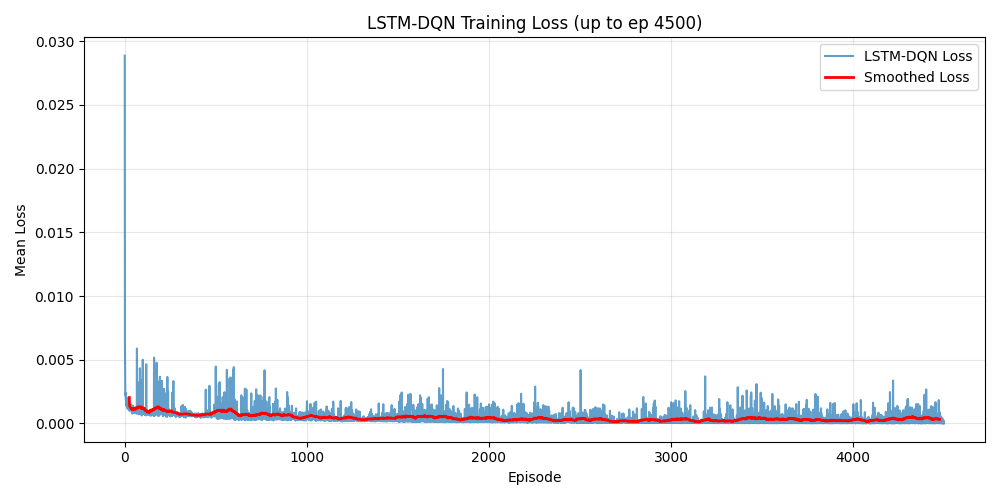 LSTM-DQN Training Loss (up to ep 4500)
LSTM-DQN Loss
Smoothed Loss
Mean Loss
0.030
0.025
0.020
0.015
0.010
0.005
0.000
0 1000 2000 3000 4000
Episode